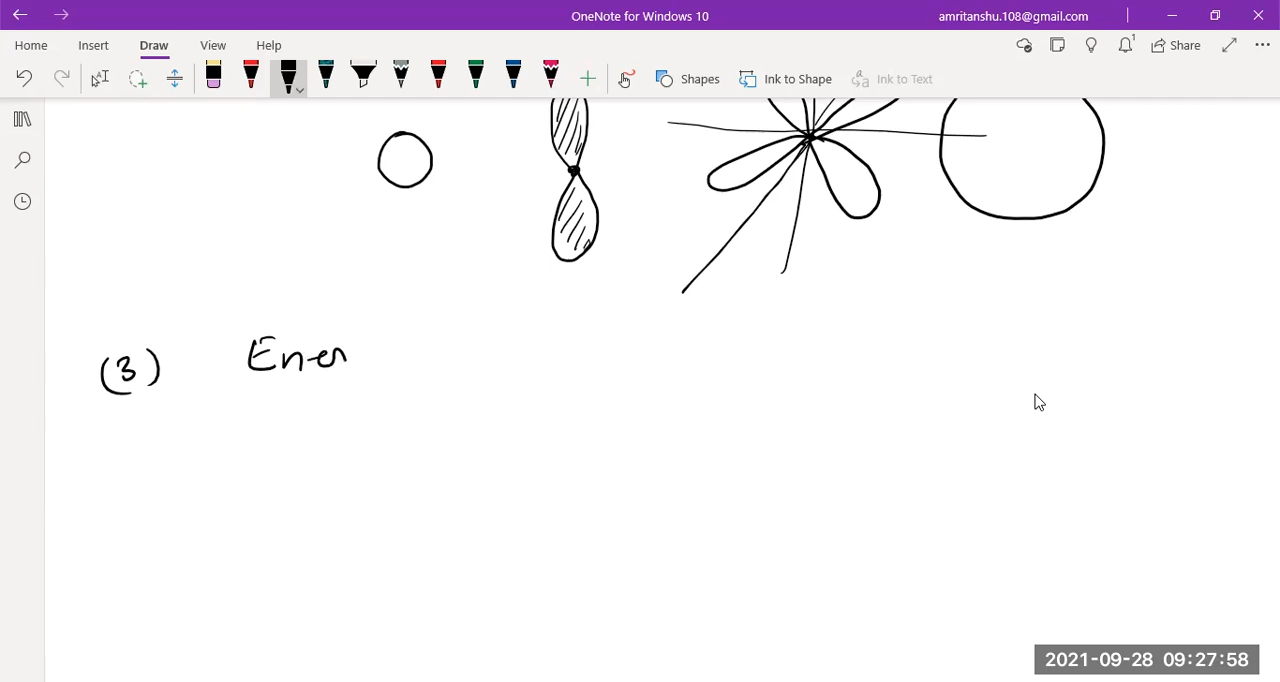 OneNote for Windows 10
amritanshu.108@gmail.com
Home Insert Draw View Help
1 Share
Shapes Ink to Shape Ink to Text
(3) Ener
2021-09-28 09:27:58